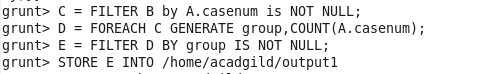 grunt> C = FILTER B by A.casenum is NOT NULL;
grunt> D = FOREACH C GENERATE group,COUNT(A.casenum);
grunt> E = FILTER D BY group IS NOT NULL;
grunt> STORE E INTO /home/acadgild/output1